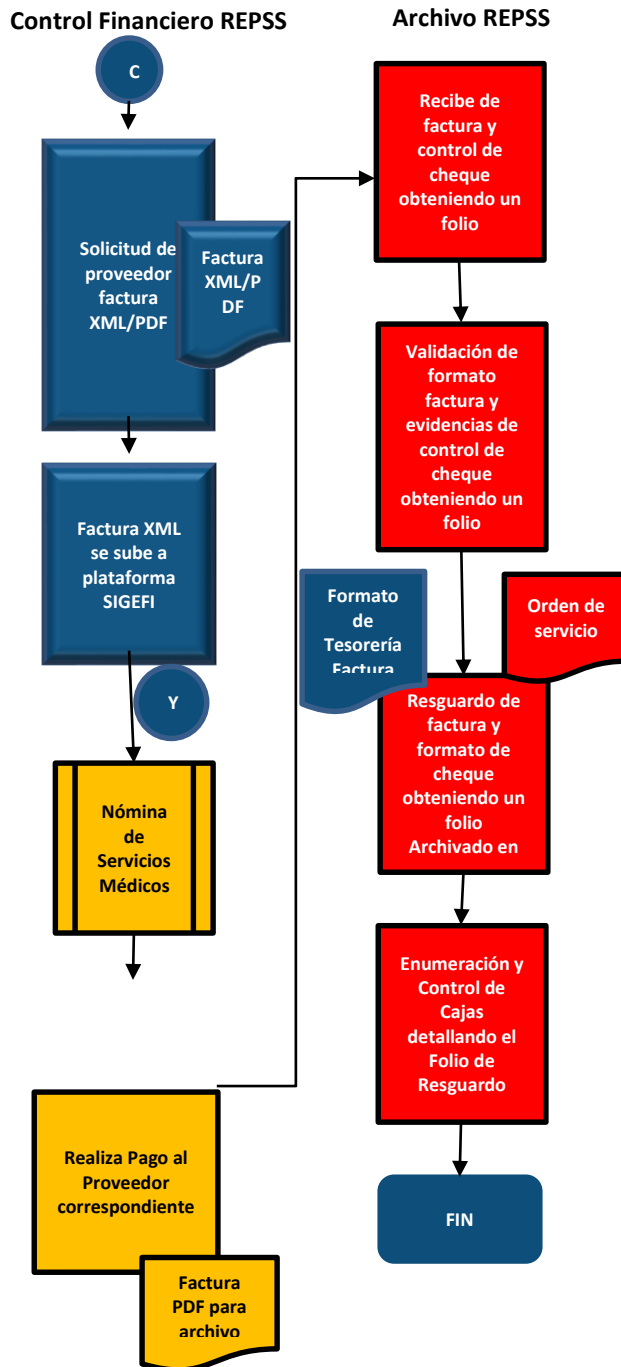 Control Financiero REPSS
C
Solicitud de
proveedor
factura
XML/PDF
Factura
XML/P
DF
Factura XML
se sube a
plataforma
SIGEFI
Y
Nómina
de
Servicios
Médicos
Realiza Pago al
Proveedor
correspondiente
Factura
PDF para
archivo
Archivo REPSS
Recibe de
factura y
control de
cheque
obteniendo un
folio
Validación de
formato
factura y
evidencias de
control de
cheque
obteniendo un
folio
Formato
de
Tesorería
Factura
Orden de
servicio
Resguardo de
factura y
formato de
cheque
obteniendo un
folio
Archivado en
Enumeración y
Control de
Cajas
detallando el
Folio de
Resguardo
FIN